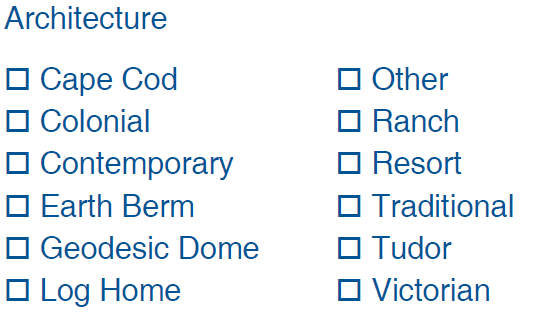 Architecture
☐ Cape Cod
☐ Colonial
☐ Contemporary
☐ Earth Berm
☐ Geodesic Dome
☐ Log Home
☐ Other
☐ Ranch
☐ Resort
☐ Traditional
☐ Tudor
☐ Victorian